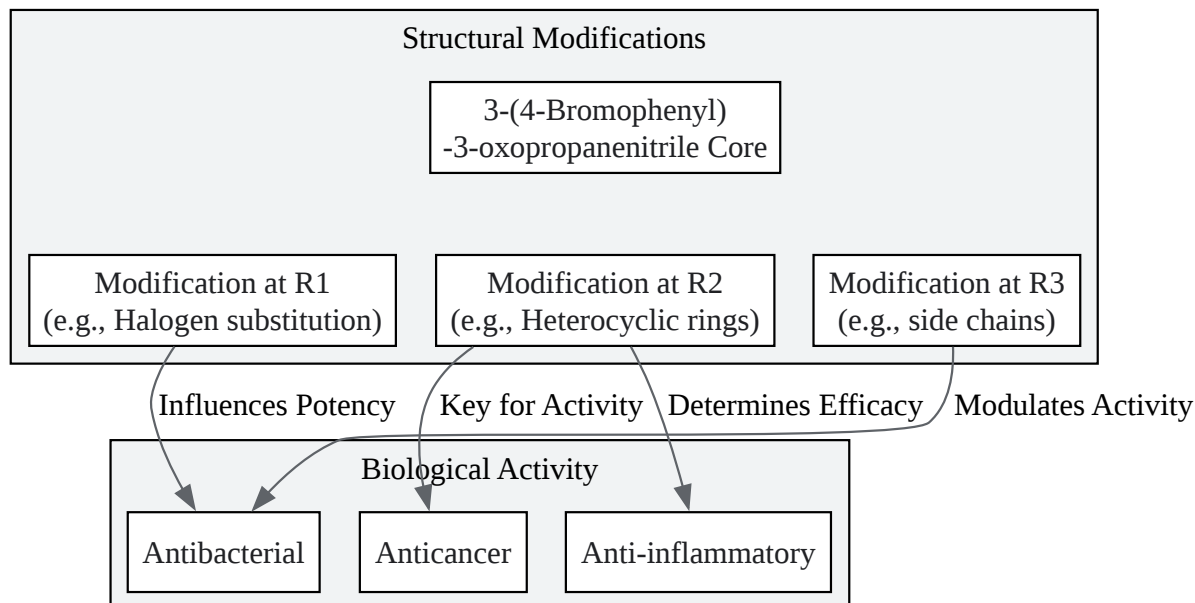 Structural Modifications
3-(4-Bromophenyl)
-3-oxopropanenitrile Core
Modification at R1
(e.g., Halogen substitution)
Modification at R2
(e.g., Heterocyclic rings)
Modification at R3
(e.g., side chains)
Influences Potency
Key for Activity
Determines Efficacy
Modulates Activity
Biological Activity
Antibacterial
Anticancer
Anti-inflammatory